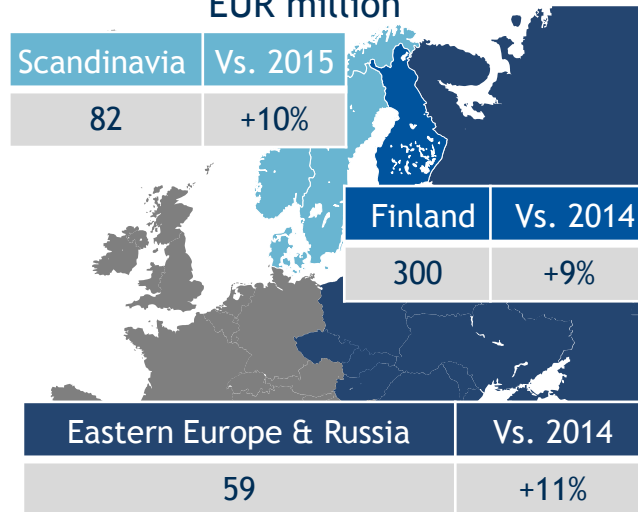 EUR million
Scandinavia Vs. 2015
82 +10%
Finland Vs. 2014
300 +9%
Eastern Europe & Russia Vs. 2014
59 +11%